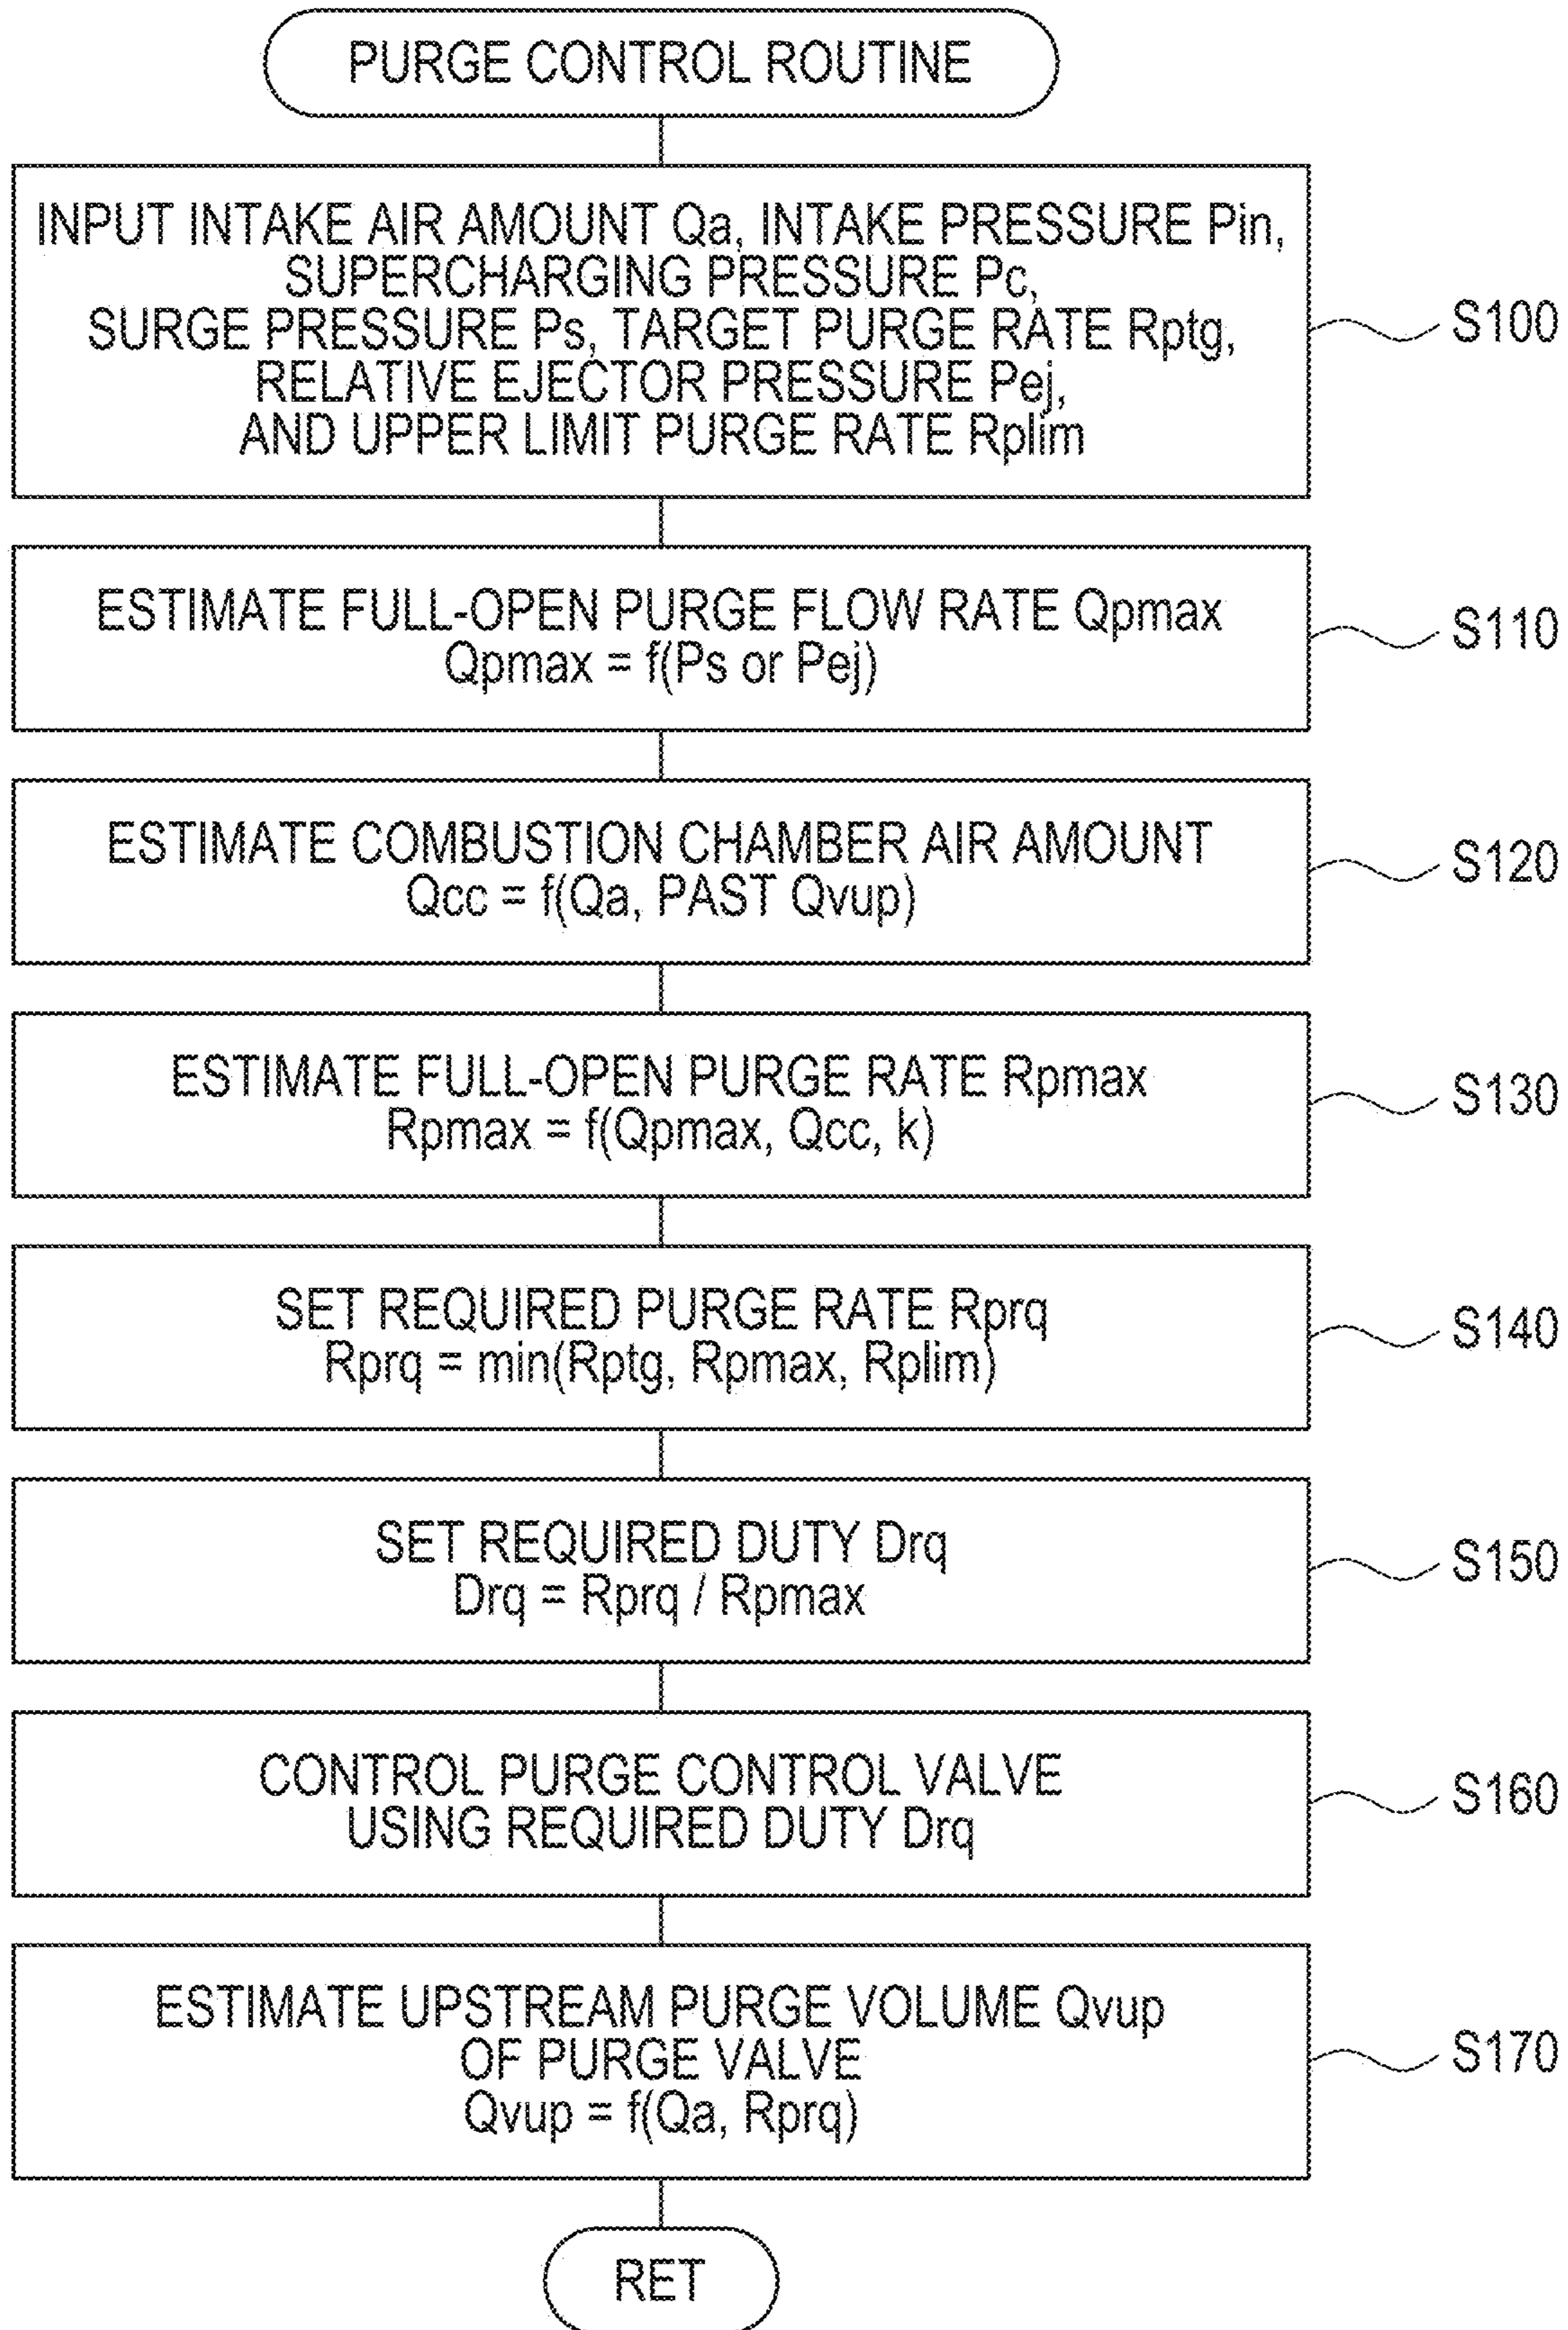 PURGE CONTROL ROUTINE
INPUT INTAKE AIR AMOUNT Qa, INTAKE PRESSURE Pin,
SUPERCHARGING PRESSURE Pc,
SURGE PRESSURE Ps, TARGET PURGE RATE Rptg,
RELATIVE EJECTOR PRESSURE Pej,
AND UPPER LIMIT PURGE RATE Rplim
S100
ESTIMATE FULL-OPEN PURGE FLOW RATE Qpmax
Qpmax = f(Ps or Pej)
S110
ESTIMATE COMBUSTION CHAMBER AIR AMOUNT
Qcc = f(Qa, PAST Qvup)
S120
ESTIMATE FULL-OPEN PURGE RATE Rpmax
Rpmax = f(Qpmax, Qcc, k)
S130
SET REQUIRED PURGE RATE Rprq
Rprq = min(Rptg, Rpmax, Rplim)
S140
SET REQUIRED DUTY Drq
Drq = Rprq / Rpmax
S150
CONTROL PURGE CONTROL VALVE
USING REQUIRED DUTY Drq
S160
ESTIMATE UPSTREAM PURGE VOLUME Qvup
OF PURGE VALVE
Qvup = f(Qa, Rprq)
S170
RET